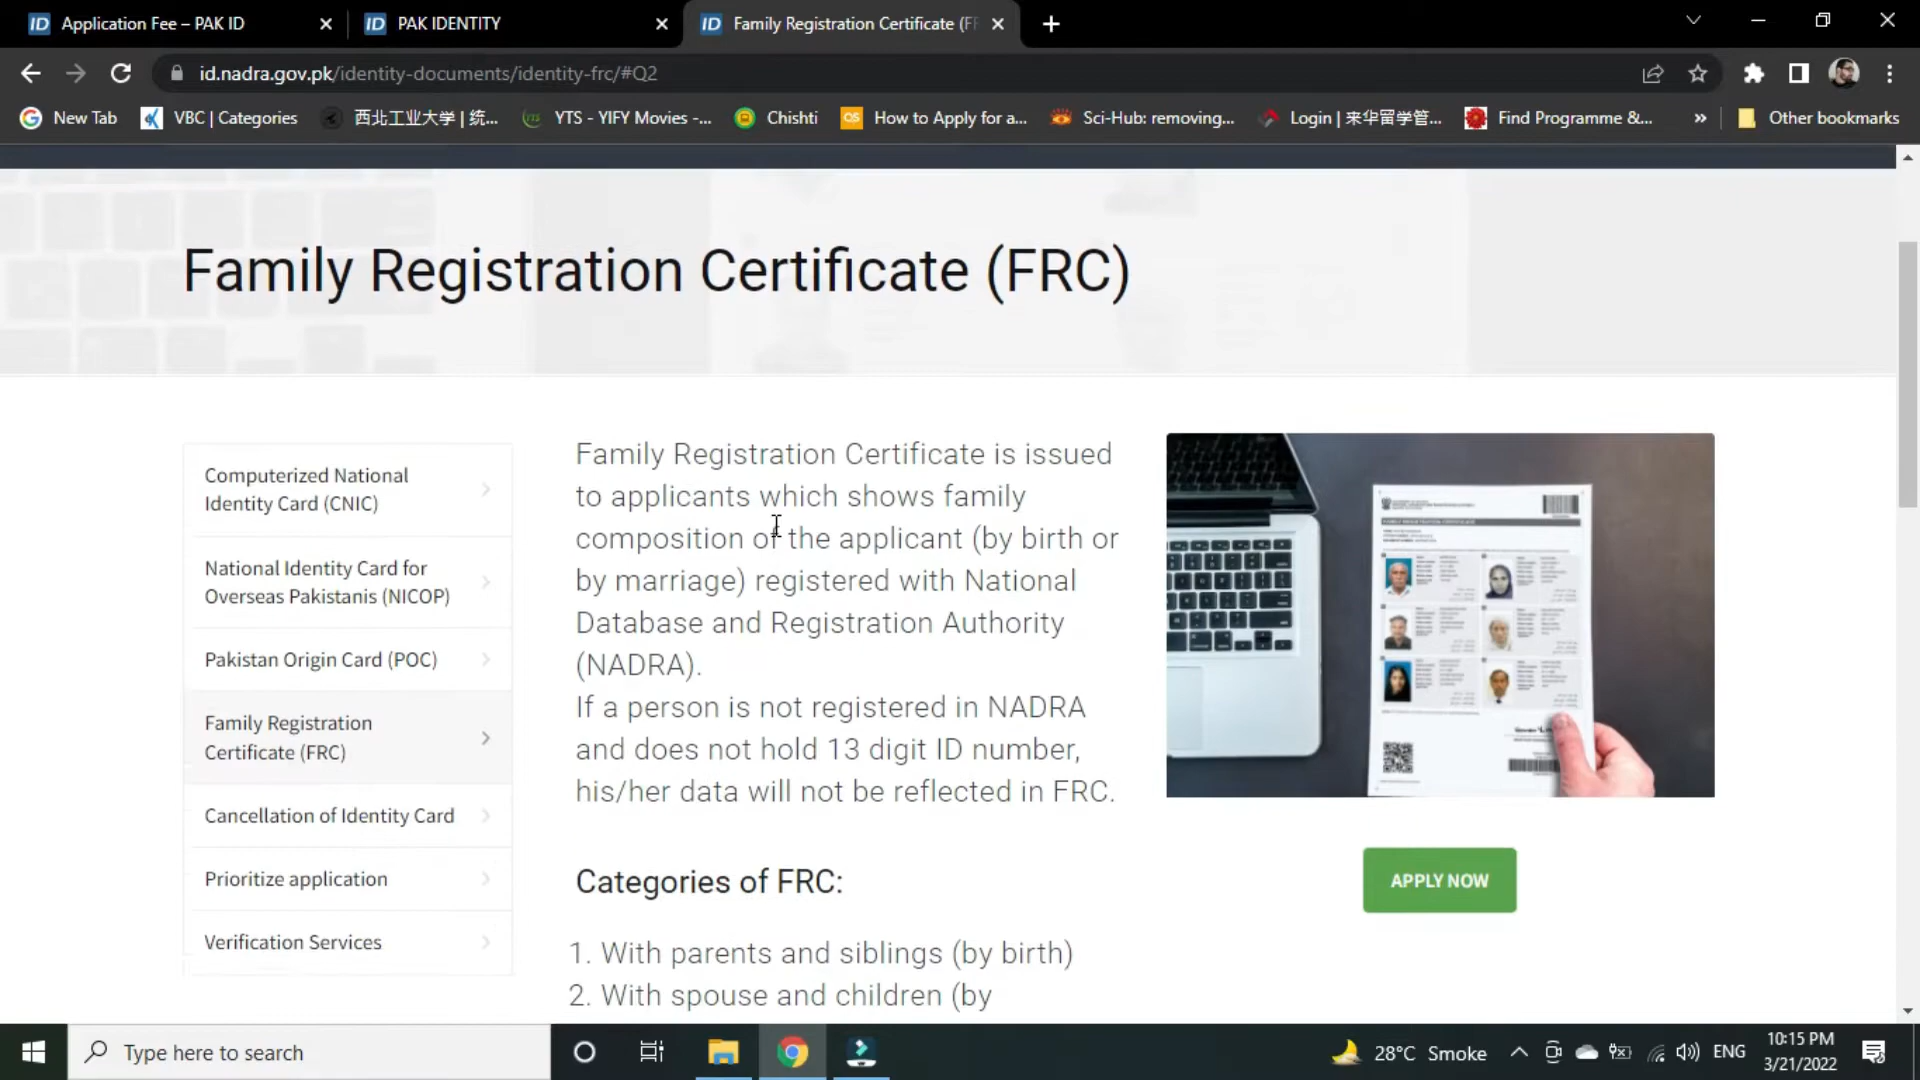 Application Fee – PAK ID
PAK IDENTITY
Family Registration Certificate (FR
id.nadra.gov.pk/identity-documents/identity-frc/#Q2
New Tab
VBC | Categories
西北工业大学 | 统...
YTS - YIFY Movies -...
Chishti
How to Apply for a...
Sci-Hub: removing...
Login | 来华留学管...
Find Programme &...
Other bookmarks
Family Registration Certificate (FRC)
Computerized National
Identity Card (CNIC)
National Identity Card for
Overseas Pakistanis (NICOP)
Pakistan Origin Card (POC)
Family Registration
Certificate (FRC)
Cancellation of Identity Card
Prioritize application
Verification Services
Family Registration Certificate is issued
to applicants which shows family
composition of the applicant (by birth or
by marriage) registered with National
Database and Registration Authority
(NADRA).
If a person is not registered in NADRA
and does not hold 13 digit ID number,
his/her data will not be reflected in FRC.
Categories of FRC:
1. With parents and siblings (by birth)
2. With spouse and children (by
APPLY NOW
Type here to search
28°C Smoke
ENG
10:15 PM
3/21/2022